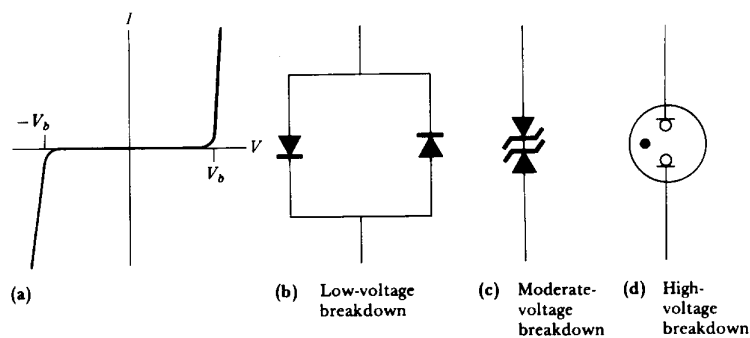 I
−V_b
V
V_b
(a)
(b) Low-voltage
breakdown
(c) Moderate-
voltage
breakdown
(d) High-
voltage
breakdown